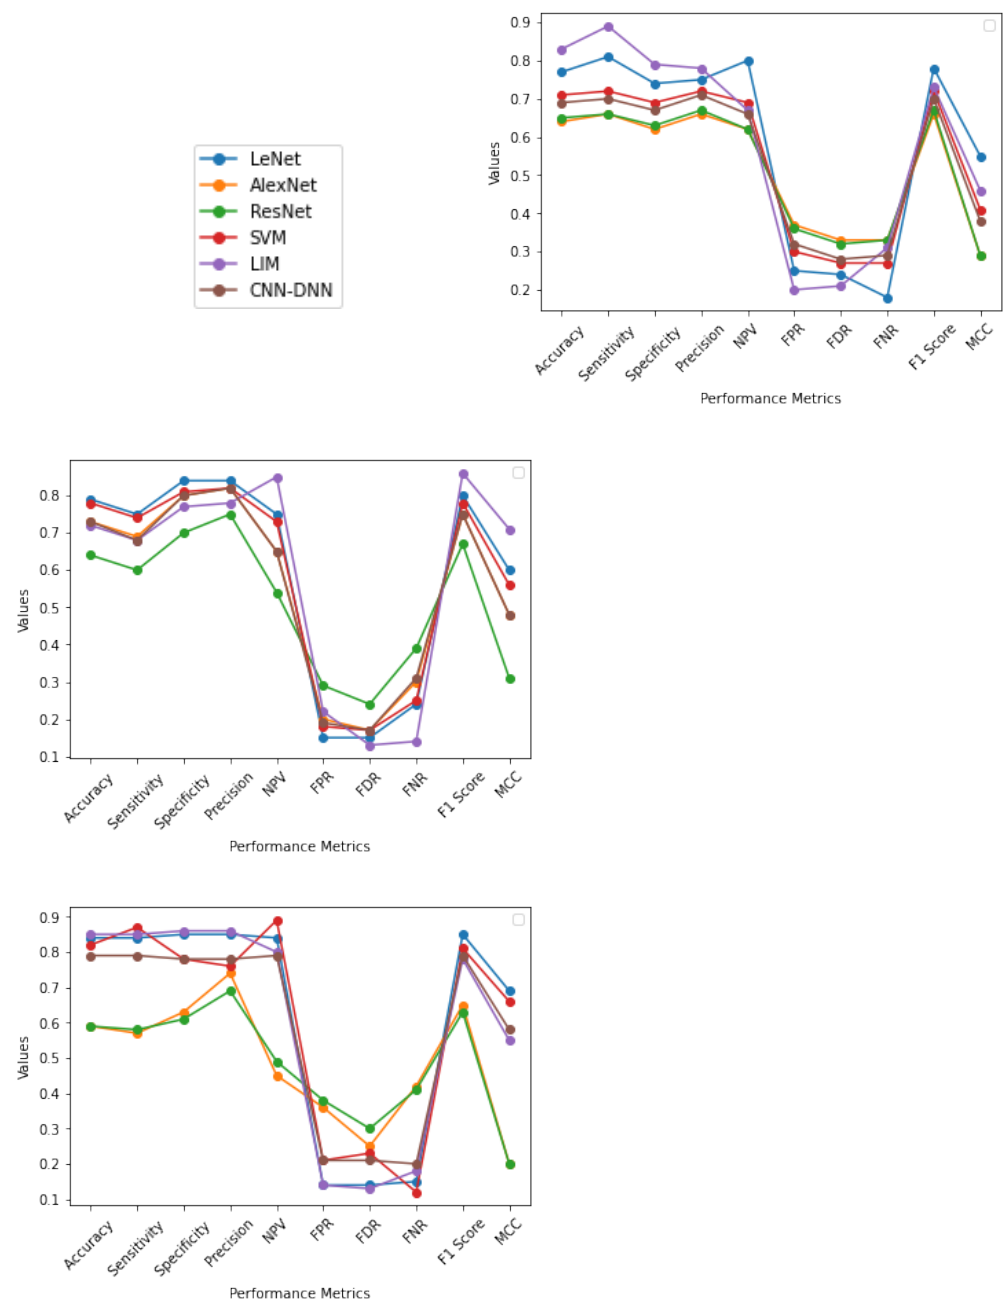 LeNet
AlexNet
ResNet
SVM
LIM
CNN-DNN
0.9
0.8
0.7
0.6
0.5
0.4
0.3
0.2
Values
Accuracy
Sensitivity
Specificity
Precision
NPV
FPR
FDR
FNR
F1 Score
MCC
Performance Metrics
0.8
0.7
0.6
0.5
0.4
0.3
0.2
0.1
Values
Accuracy
Sensitivity
Specificity
Precision
NPV
FPR
FDR
FNR
F1 Score
MCC
Performance Metrics
0.9
0.8
0.7
0.6
0.5
0.4
0.3
0.2
0.1
Values
Accuracy
Sensitivity
Specificity
Precision
NPV
FPR
FDR
FNR
F1 Score
MCC
Performance Metrics